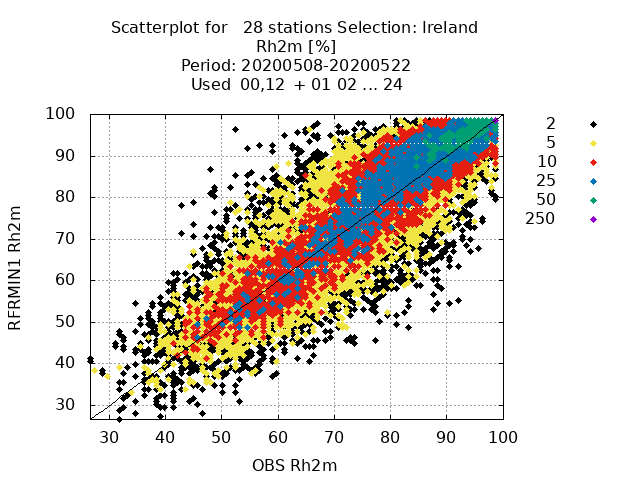 Scatterplot for 28 stations Selection: Ireland
Rh2m [%]
Period: 20200508-20200522
Used 00,12 + 01 02 ... 24
RFRMIN1 Rh2m
100
90
80
70
60
50
40
30
30 40 50 60 70 80 90 100
OBS Rh2m
2
5
10
25
50
250